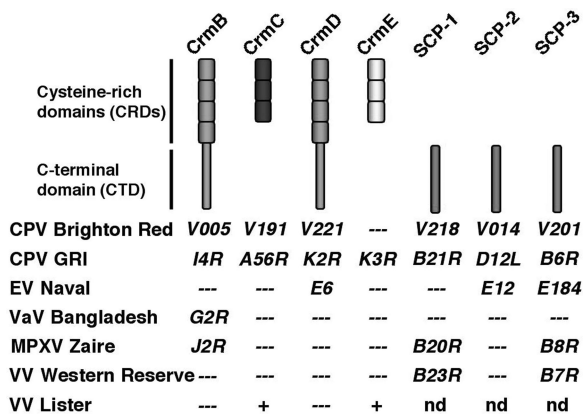 CrmB CrmC CrmD CrmE SCP-1 SCP-2 SCP-3
Cysteine-rich
domains (CRDs)
C-terminal
domain (CTD)
CPV Brighton Red V005 V191 V221 --- V218 V014 V201
CPV GRI I4R A56R K2R K3R B21R D12L B6R
EV Naval --- --- E6 --- --- E12 E184
VaV Bangladesh G2R --- --- --- --- --- ---
MPXV Zaire J2R --- --- --- B20R --- B8R
VV Western Reserve --- --- --- --- B23R --- B7R
VV Lister --- + --- + nd nd nd